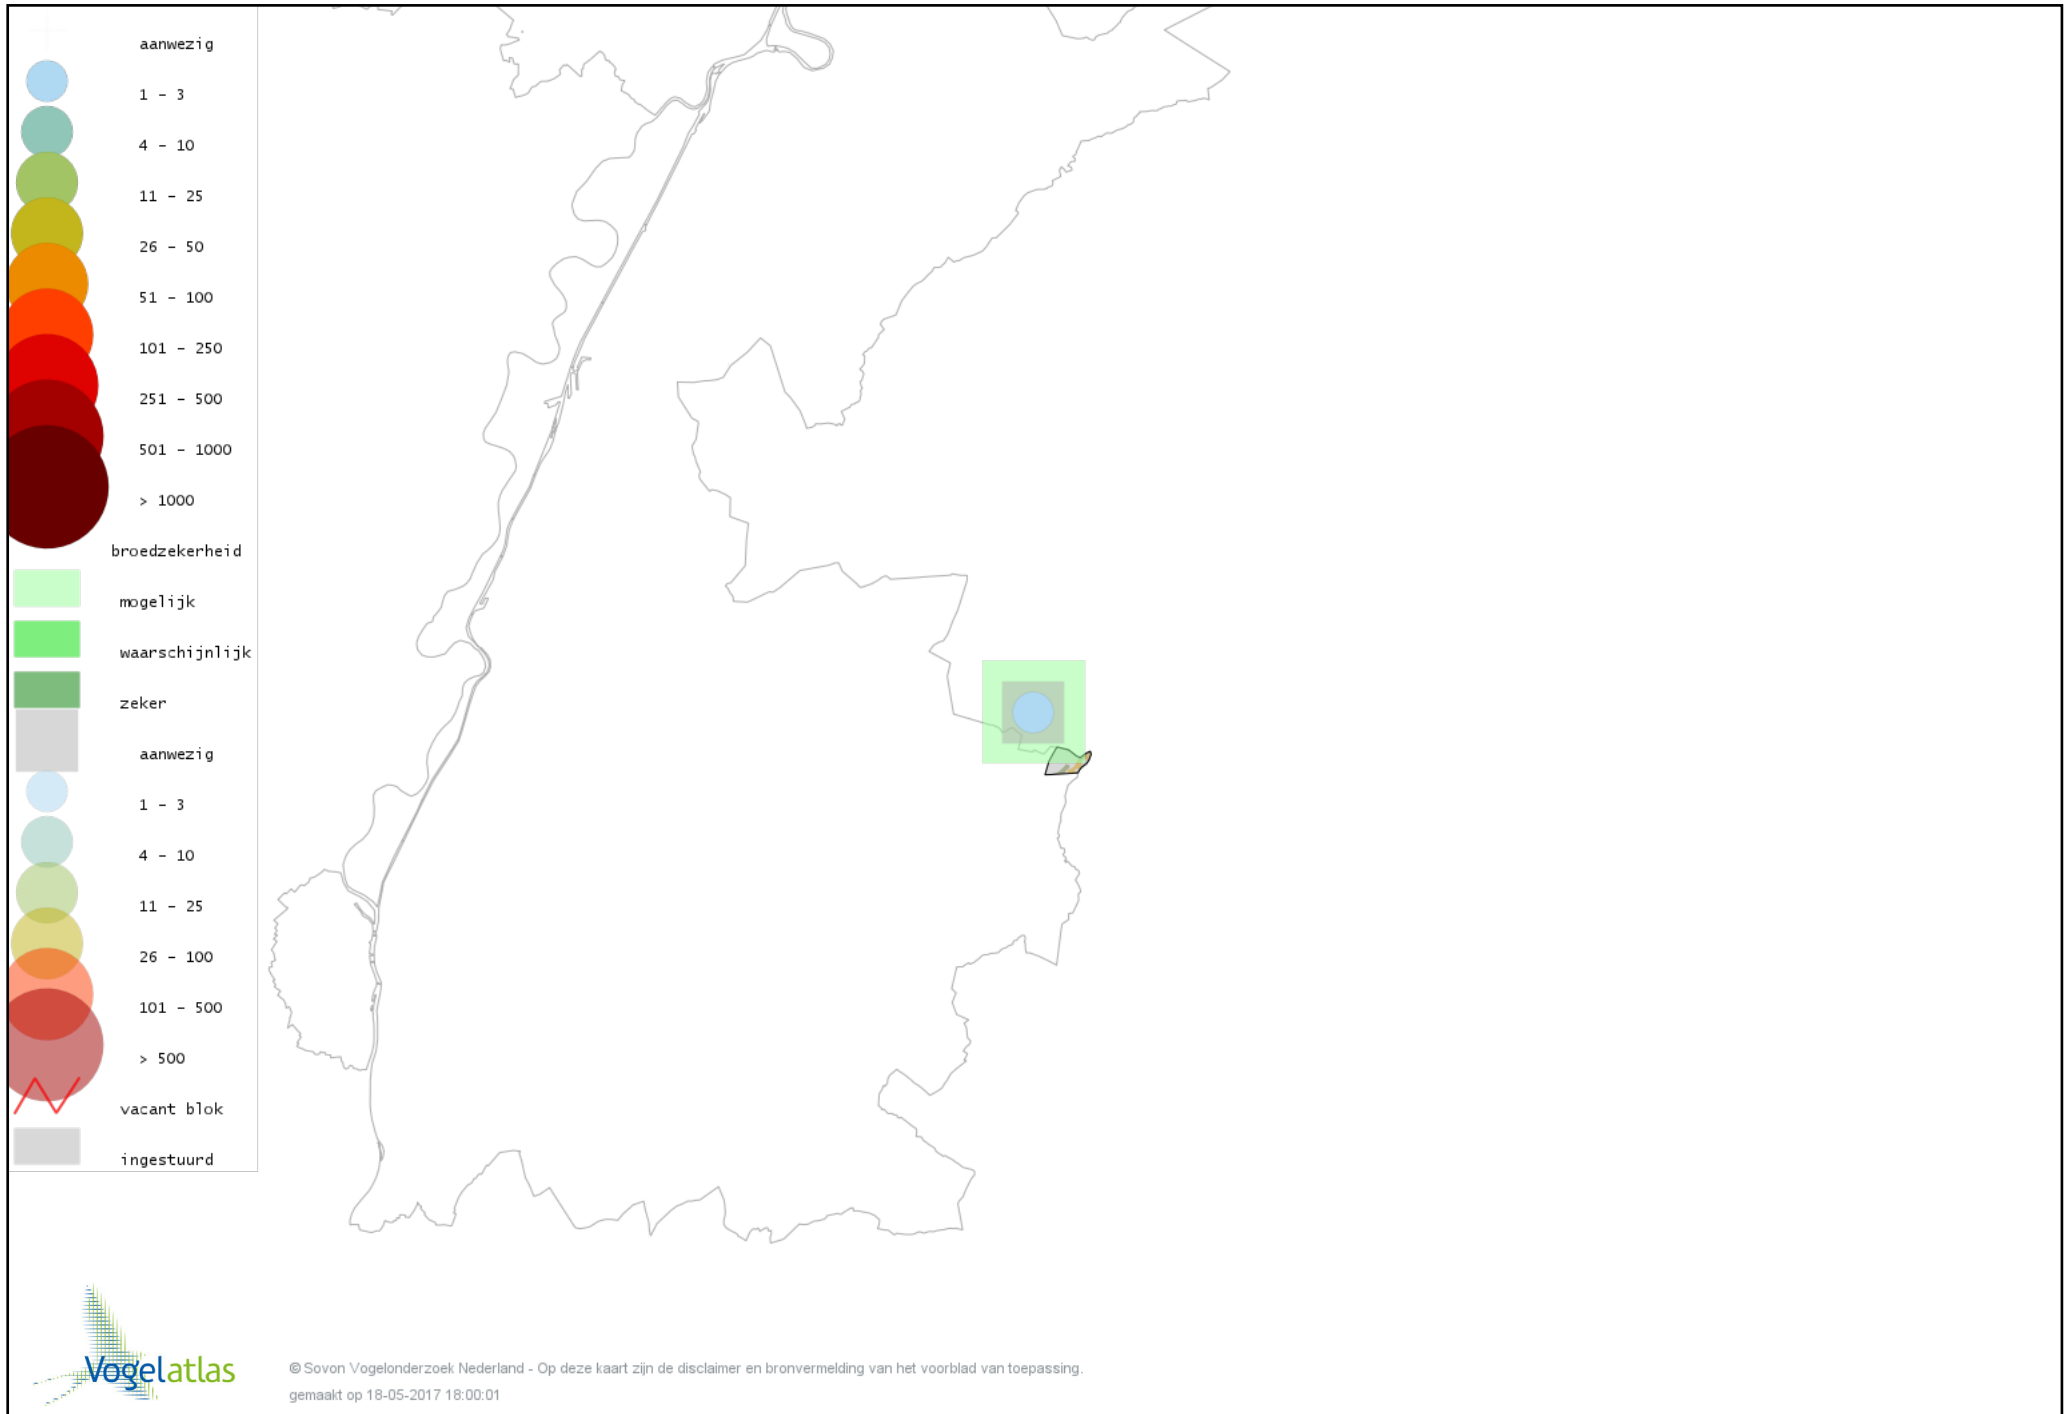 aanwezig
1 – 3
4 – 10
11 – 25
26 – 50
51 – 100
101 – 250
251 – 500
501 – 1000
> 1000
broedzekerheid
mogelijk
waarschijnlijk
zeker
aanwezig
1 – 3
4 – 10
11 – 25
26 – 100
101 – 500
> 500
vacant blok
ingestuurd
Vogelatlas
© Sovon Vogelonderzoek Nederland - Op deze kaart zijn de disclaimer en bronvermelding van het voorblad van toepassing.
gemaakt op 18-05-2017 18:00:01